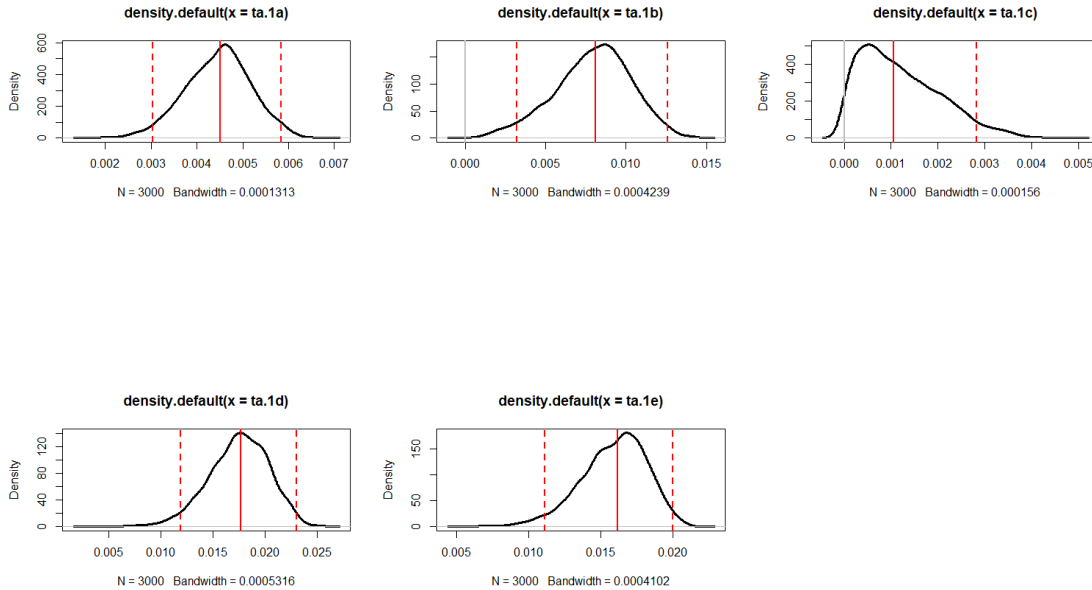 density.default(x = ta.1a)
Density
0 200 400 600
0.002 0.003 0.004 0.005 0.006 0.007
N = 3000 Bandwidth = 0.0001313
density.default(x = ta.1b)
Density
0 50 100
0.000 0.005 0.010 0.015
N = 3000 Bandwidth = 0.0004239
density.default(x = ta.1c)
Density
0 200 400
0.000 0.001 0.002 0.003 0.004 0.005
N = 3000 Bandwidth = 0.000156
density.default(x = ta.1d)
Density
0 40 80 120
0.005 0.010 0.015 0.020 0.025
N = 3000 Bandwidth = 0.0005316
density.default(x = ta.1e)
Density
0 50 150
0.005 0.010 0.015 0.020
N = 3000 Bandwidth = 0.0004102